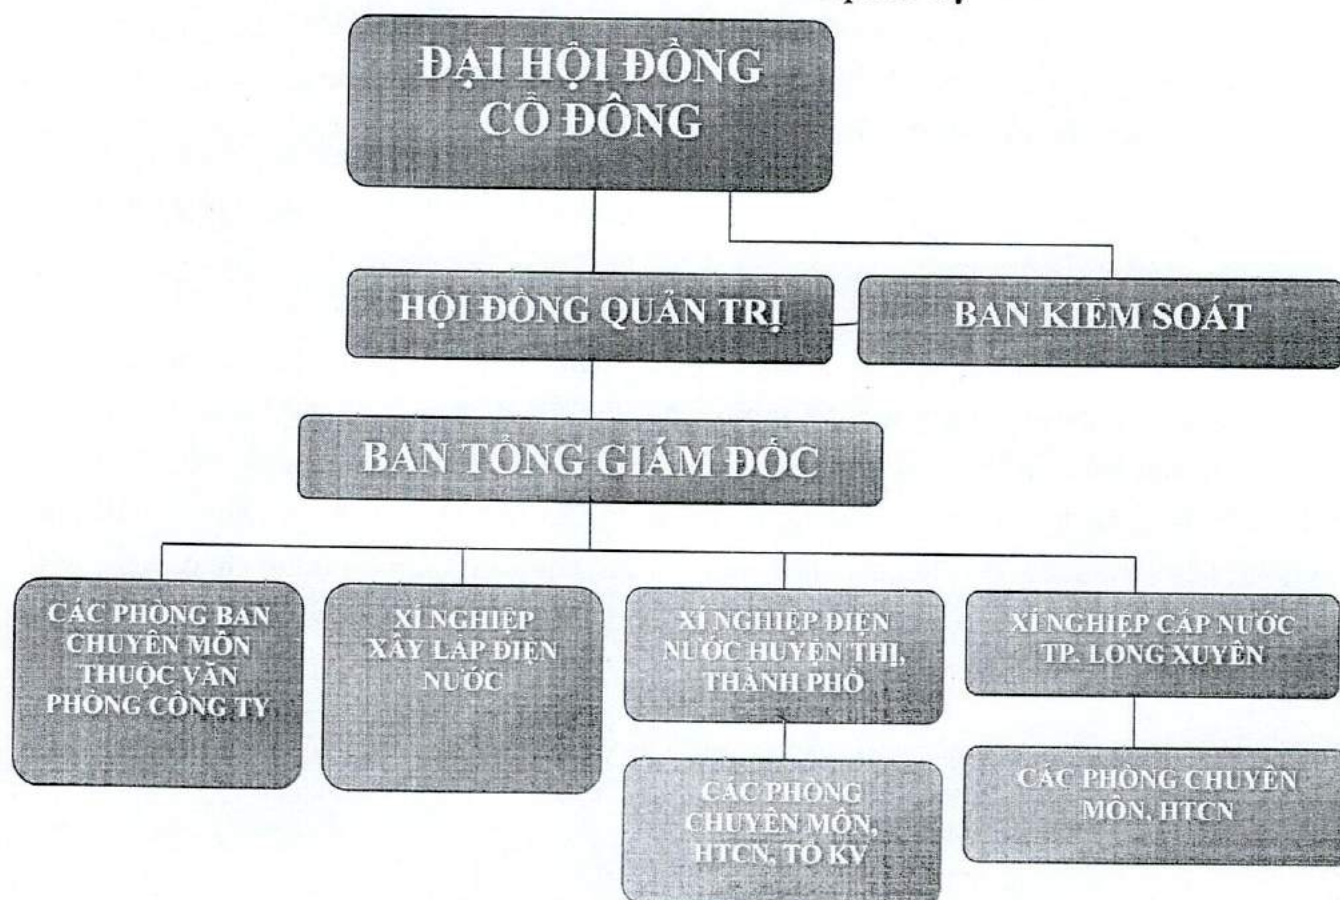 ĐẠI HỘI ĐỒNG
CỔ ĐÔNG
HỘI ĐỒNG QUẢN TRỊ
BAN KIỂM SOÁT
BAN TỔNG GIÁM ĐỐC
CÁC PHÒNG BAN
CHUYÊN MÔN
THUỘC VĂN
PHÒNG CÔNG TY
XÍ NGHIỆP
XÂY LẮP ĐIỆN
NƯỚC
XÍ NGHIỆP ĐIỆN
NƯỚC HUYỆN THỊ,
THÀNH PHỐ
XÍ NGHIỆP CẤP NƯỚC
TP. LONG XUYÊN
CÁC PHÒNG
CHUYÊN MÔN,
HTCN, TỔ KV
CÁC PHÒNG CHUYÊN
MÔN, HTCN